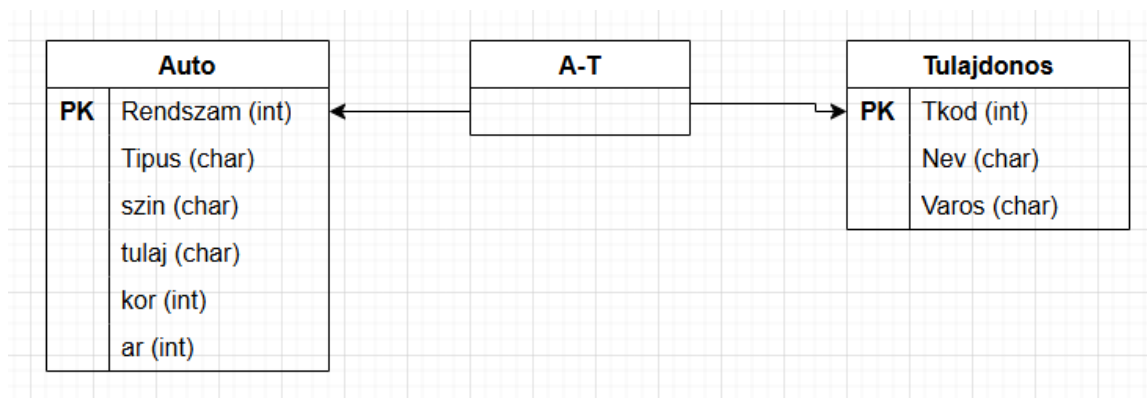 Auto
PK Rendszam (int)
Tipus (char)
szin (char)
tulaj (char)
kor (int)
ar (int)
A-T
Tulajdonos
PK Tkod (int)
Nev (char)
Varos (char)